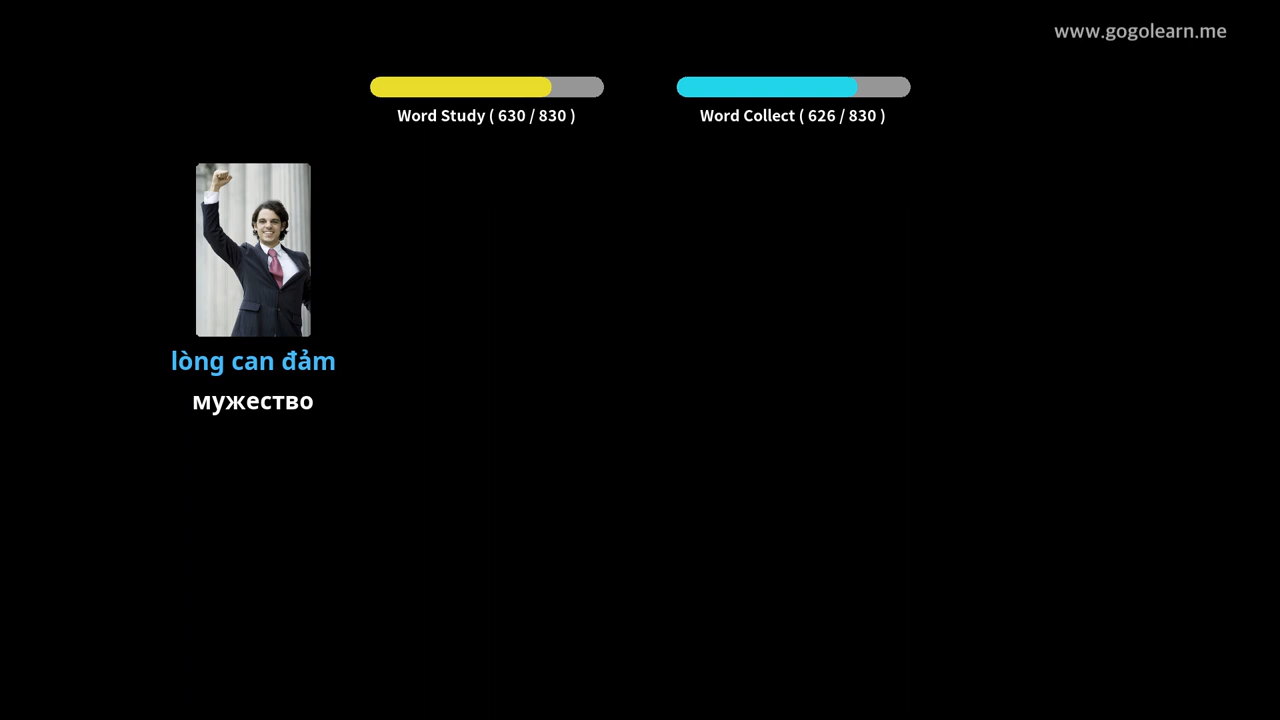 www.gogolearn.me
Word Study ( 630 / 830 )
Word Collect ( 626 / 830 )
lòng can đảm
мужество